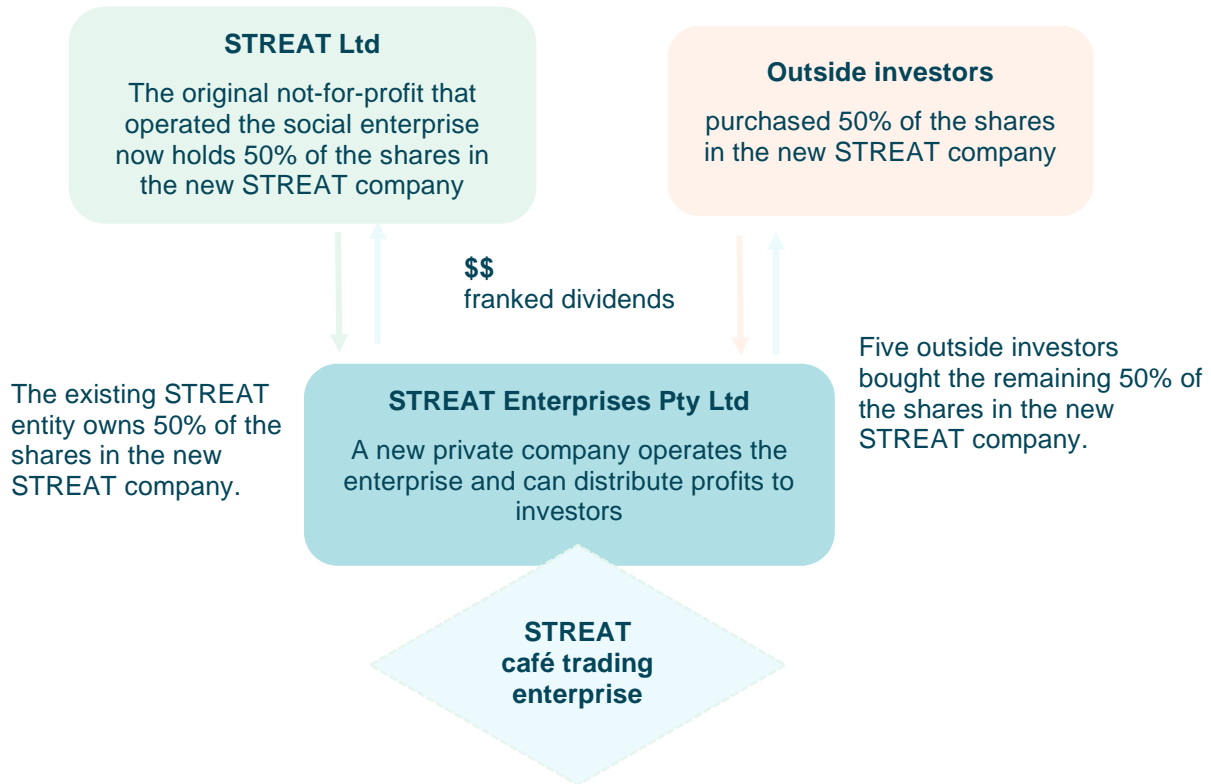 STREAT Ltd
The original not-for-profit that
operated the social enterprise
now holds 50% of the shares in
the new STREAT company
Outside investors
purchased 50% of the shares
in the new STREAT company
$$
franked dividends
The existing STREAT
entity owns 50% of the
shares in the new
STREAT company.
STREAT Enterprises Pty Ltd
A new private company operates the
enterprise and can distribute profits to
investors
Five outside investors
bought the remaining 50% of
the shares in the new
STREAT company.
STREAT
café trading
enterprise